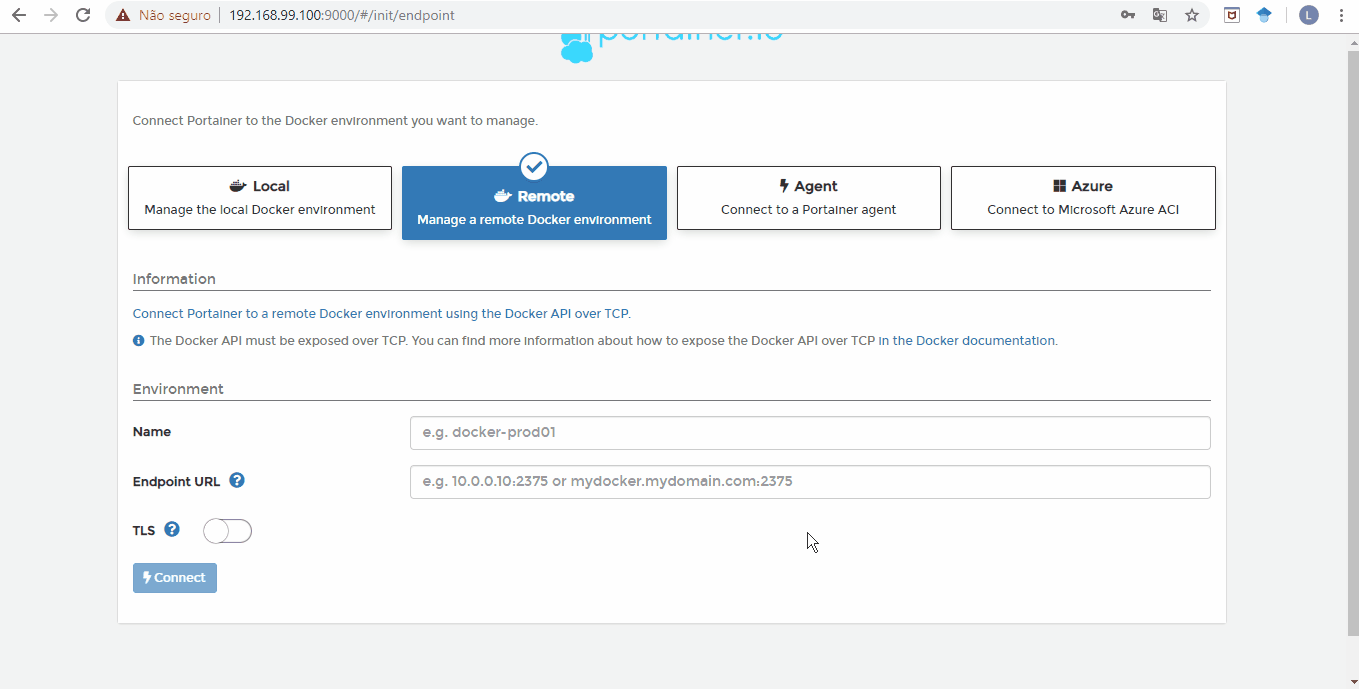 Não seguro 192.168.99.100:9000/#/init/endpoint
portainer.io
Connect Portainer to the Docker environment you want to manage.
Local
Manage the local Docker environment
Remote
Manage a remote Docker environment
Agent
Connect to a Portainer agent
Azure
Connect to Microsoft Azure ACI
Information
Connect Portainer to a remote Docker environment using the Docker API over TCP.
The Docker API must be exposed over TCP. You can find more information about how to expose the Docker API over TCP in the Docker documentation.
Environment
Name e.g. docker-prod01
Endpoint URL e.g. 10.0.0.10:2375 or mydocker.mydomain.com:2375
TLS
Connect
L